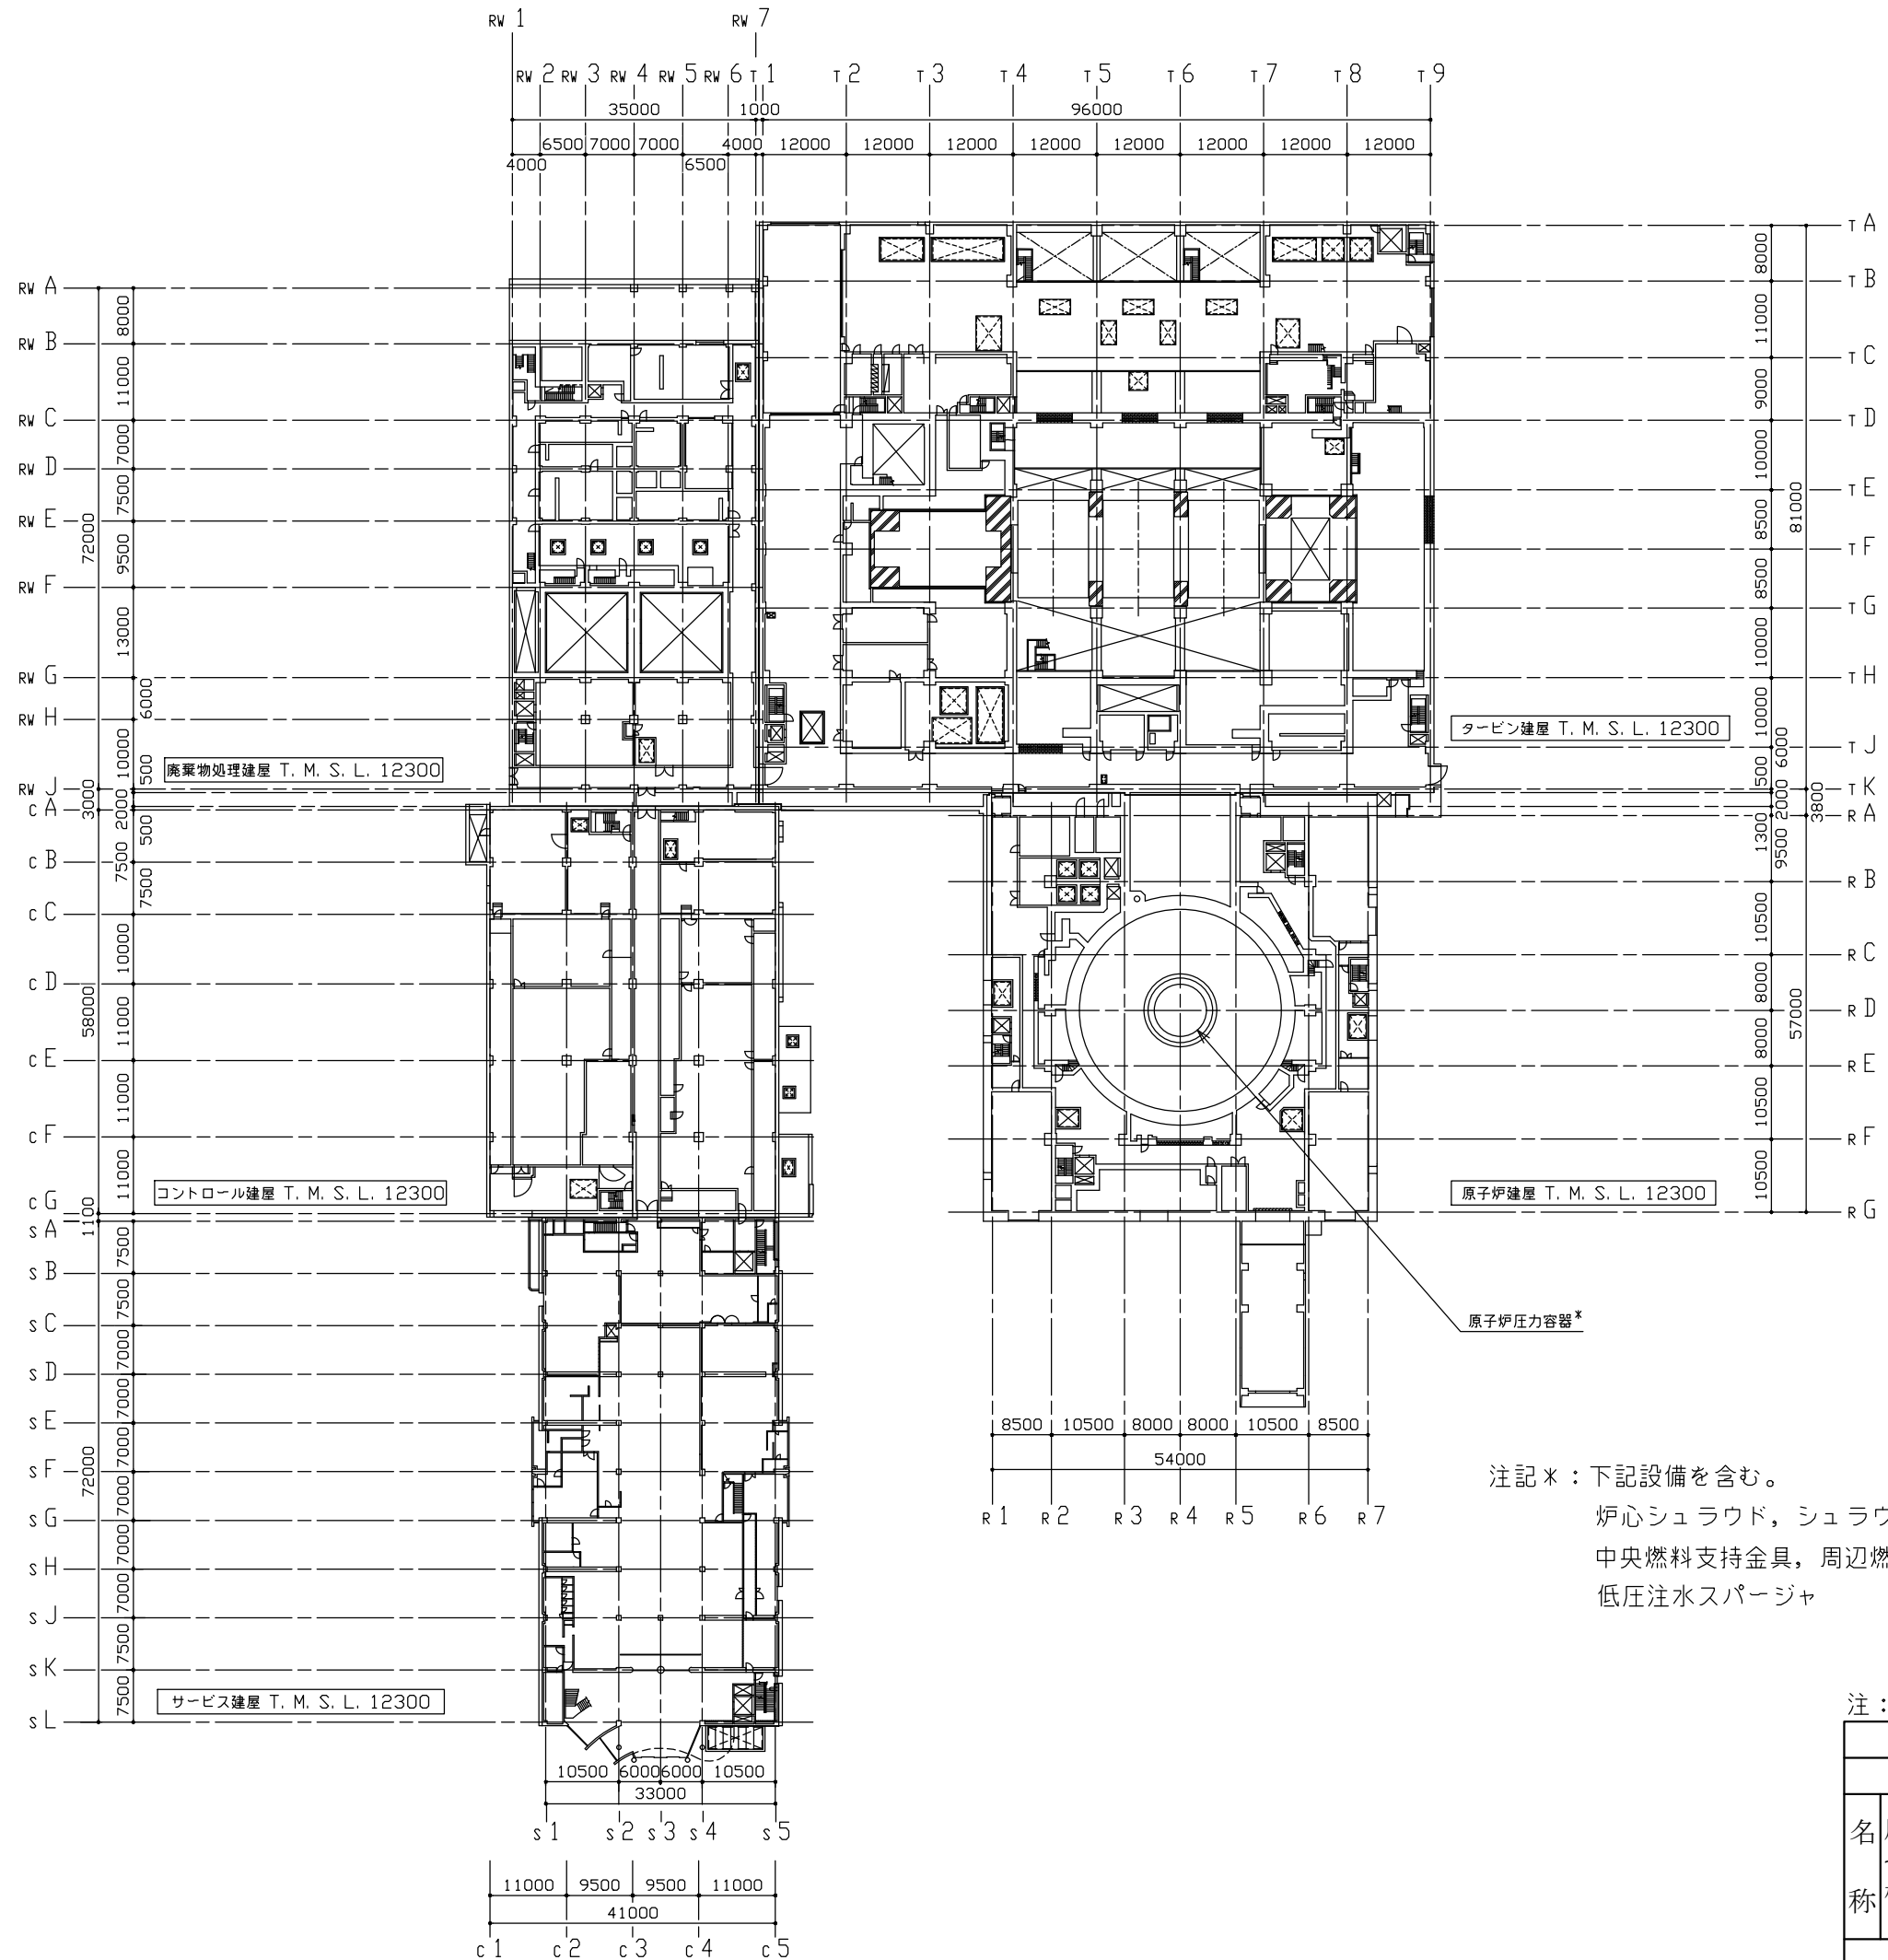 RW 1
RW 7
RW 2 RW 3 RW 4 RW 5 RW 6 T 1 T 2 T 3 T 4 T 5 T 6 T 7 T 8 T 9
35000 1000 96000
6500 7000 7000 4000 12000 12000 12000 12000 12000 12000 12000 12000
4000 6500
RW A
RW B
RW C
RW D
RW E
RW F
RW G
RW H
RW J
8000
11000
7000
7500
9500
13000
6000
10000
500
72000
3000
2000
廃棄物処理建屋 T. M. S. L. 12300
T A
T B
T C
T D
T E
T F
T G
T H
T J
T K
8000
11000
9000
10000
8500
8500
10000
10000
6000
500
81000
2000
3800
タービン建屋 T. M. S. L. 12300
C A
C B
C C
C D
C E
C F
C G
500
7500
7500
10000
11000
11000
11000
58000
1100
コントロール建屋 T. M. S. L. 12300
R A
R B
R C
R D
R E
R F
R G
1300
9500
10500
8000
8000
10500
10500
57000
原子炉建屋 T. M. S. L. 12300
原子炉圧力容器*
8500 10500 8000 8000 10500 8500
54000
R 1 R 2 R 3 R 4 R 5 R 6 R 7
S A
S B
S C
S D
S E
S F
S G
S H
S J
S K
S L
7500
7500
7000
7000
7000
7000
7000
7000
7500
7500
72000
サービス建屋 T. M. S. L. 12300
10500 6000 6000 10500
33000
S 1 S 2 S 3 S 4 S 5
11000 9500 9500 11000
41000
C 1 C 2 C 3 C 4 C 5
注記*：下記設備を含む。
炉心シュラウド，シュラウ
中央燃料支持金具，周辺燃
低圧注水スパージャ
注：
名
称